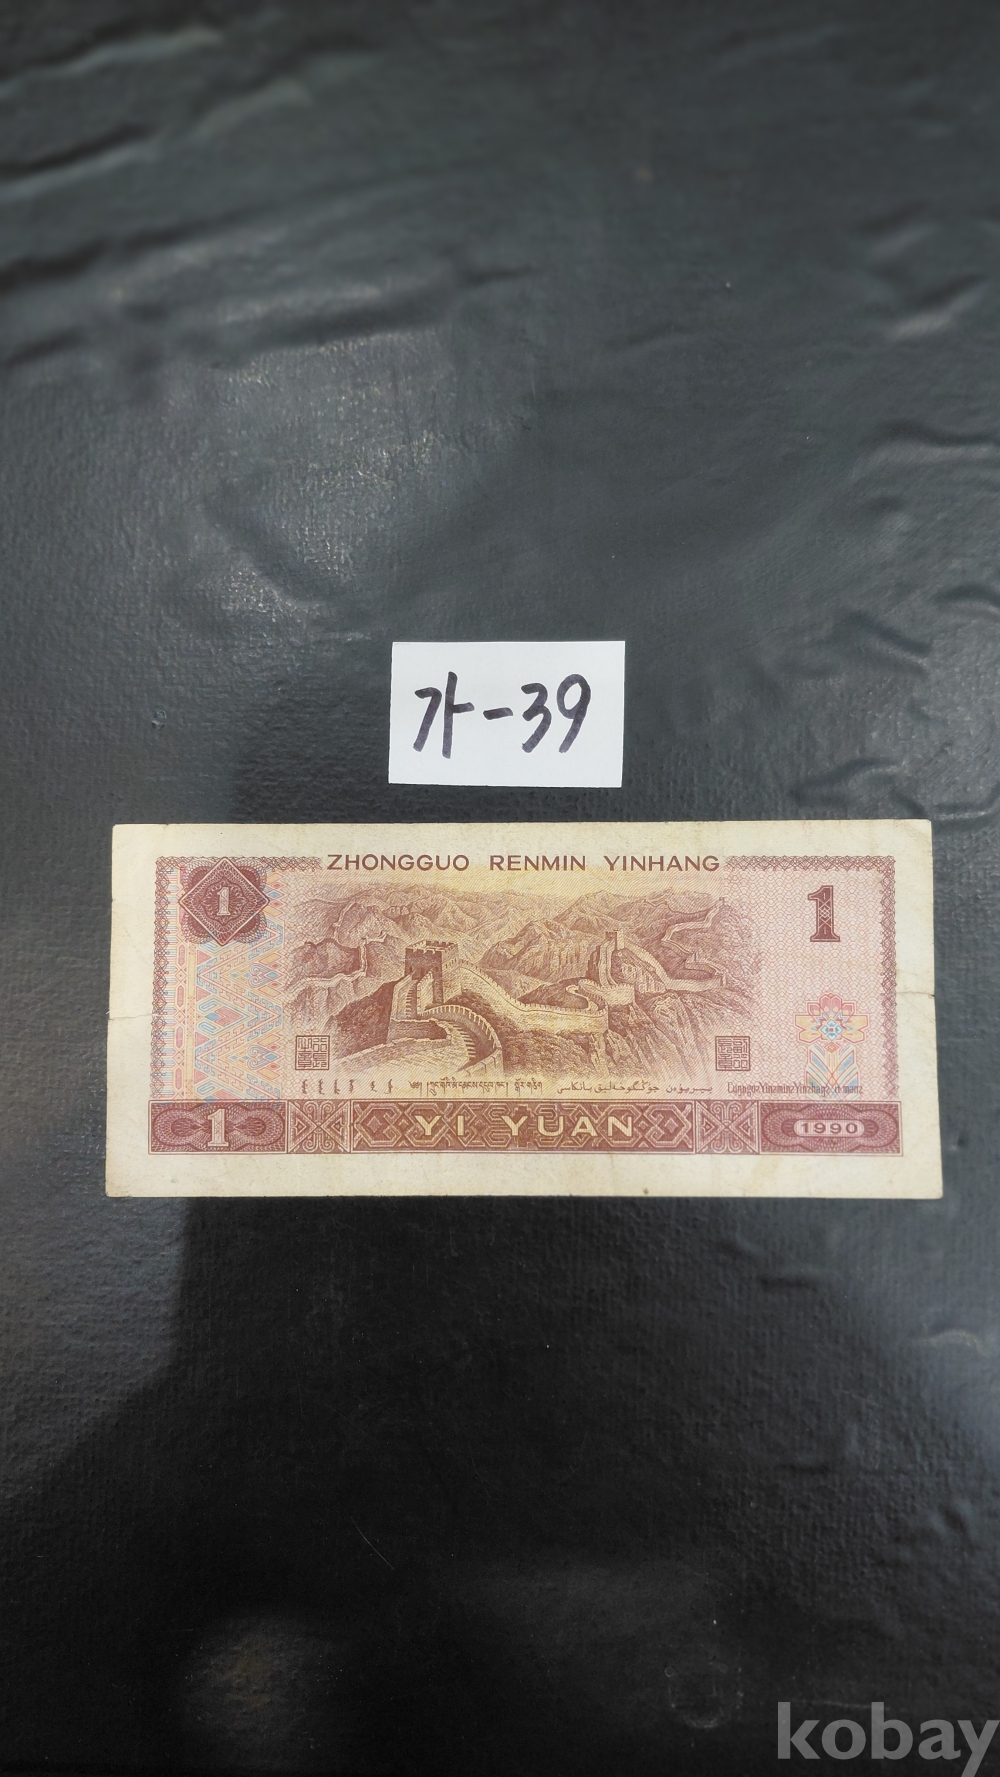 가-39
ZHONGGUO RENMIN YINHANG
1
1
1
YI YUAN
1990
kobay